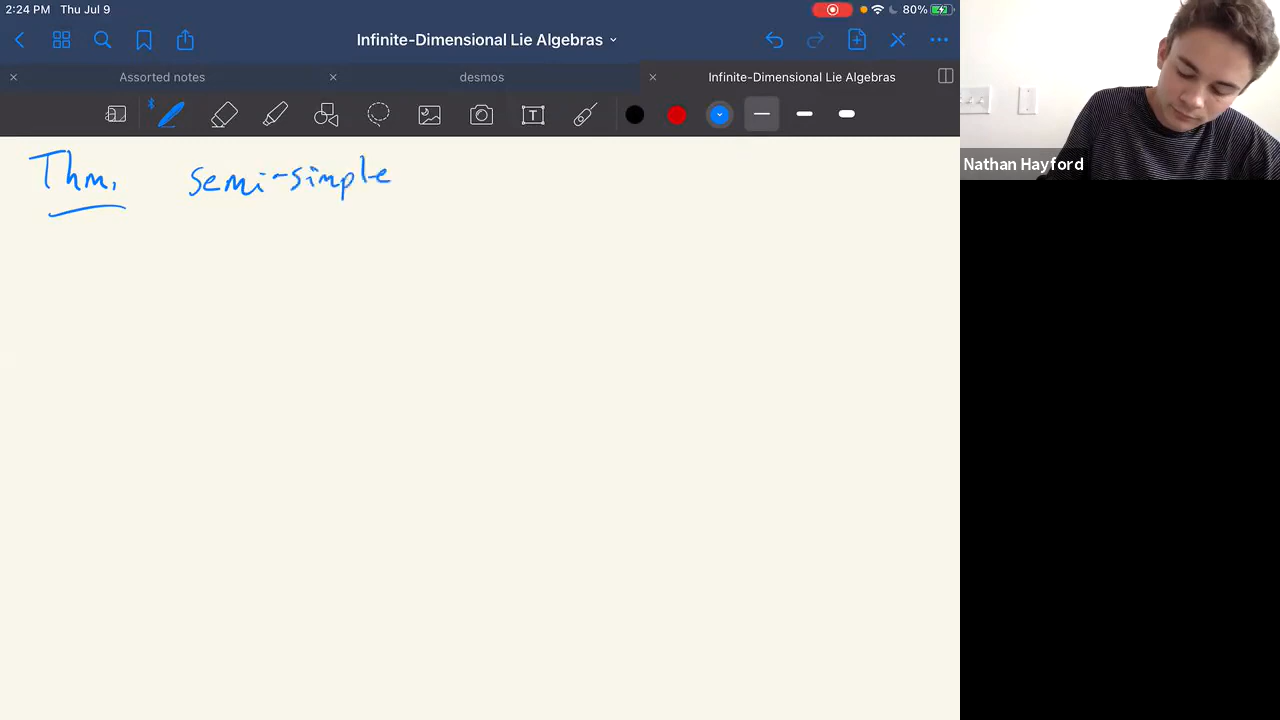 2:24 PM Thu Jul 9
80%
Infinite-Dimensional Lie Algebras
Assorted notes
desmos
Infinite-Dimensional Lie Algebras
Thm. semi-simple
Nathan Hayford